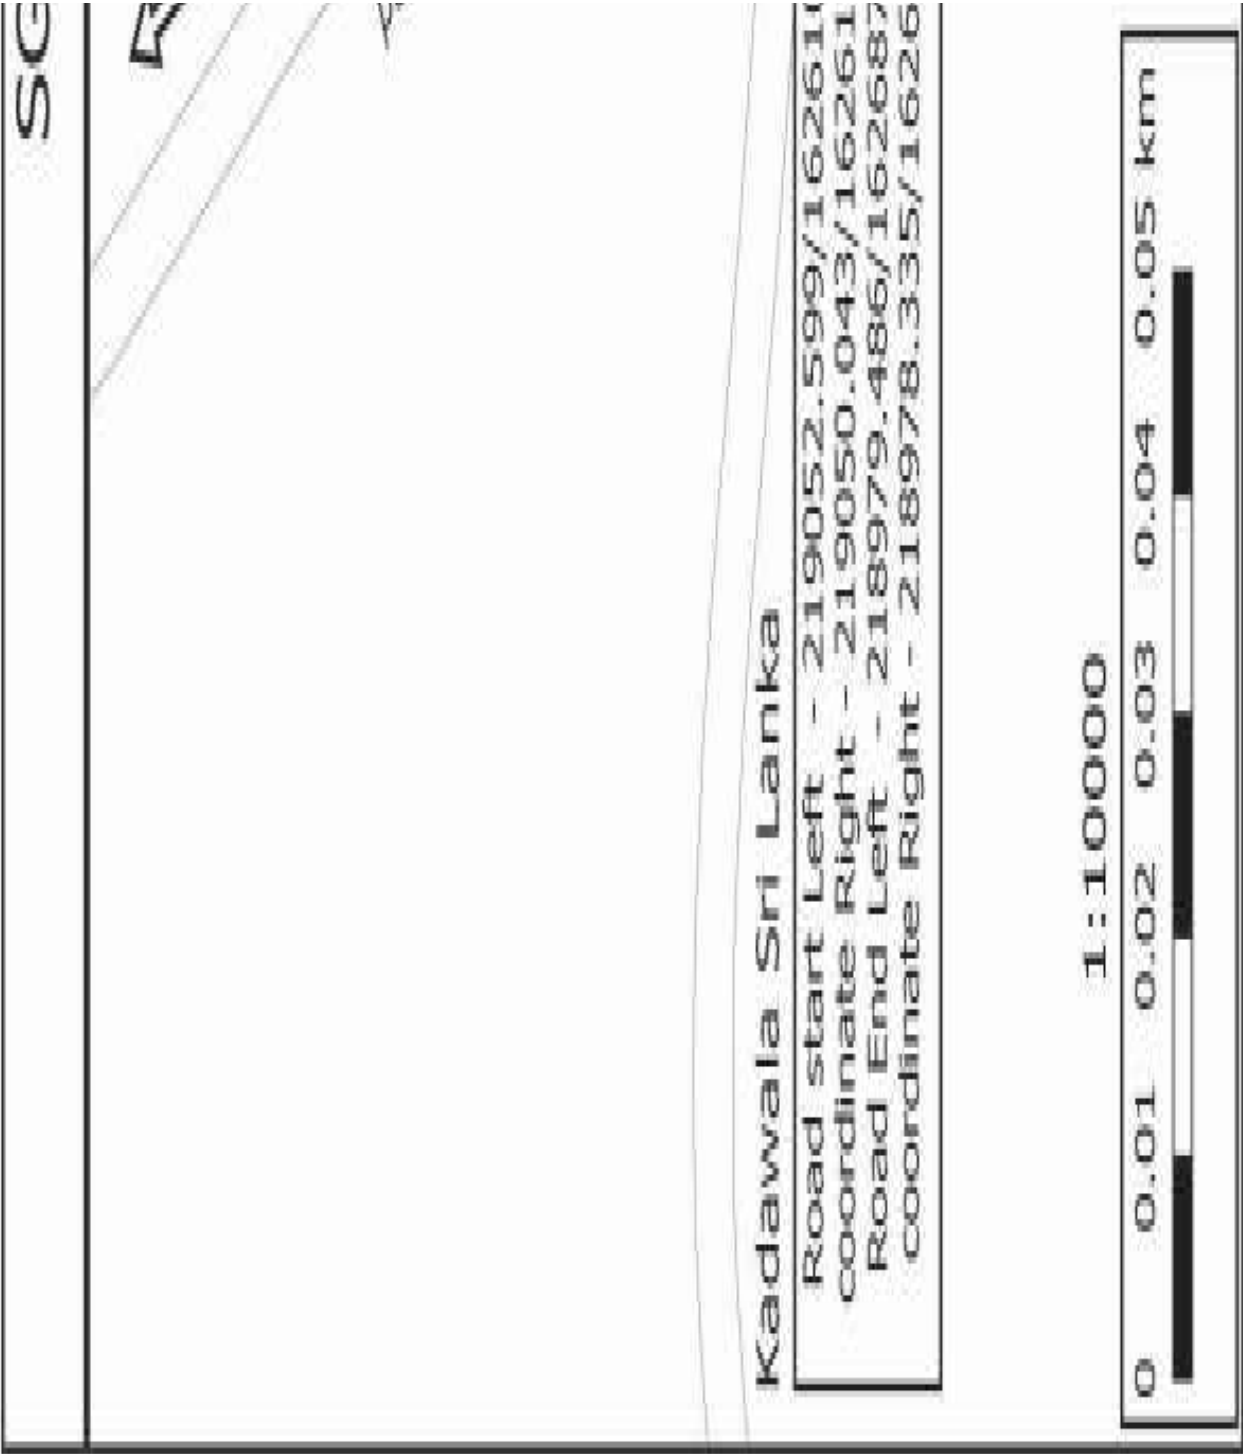 SG
Kadawala Sri Lanka
Road start Left - 219052.599/162610
coordinate Right - 219050.043/16261
Road End Left - 218979.486/162687
coordinate Right - 218978.335/16268
1:10000
0 0.01 0.02 0.03 0.04 0.05 km